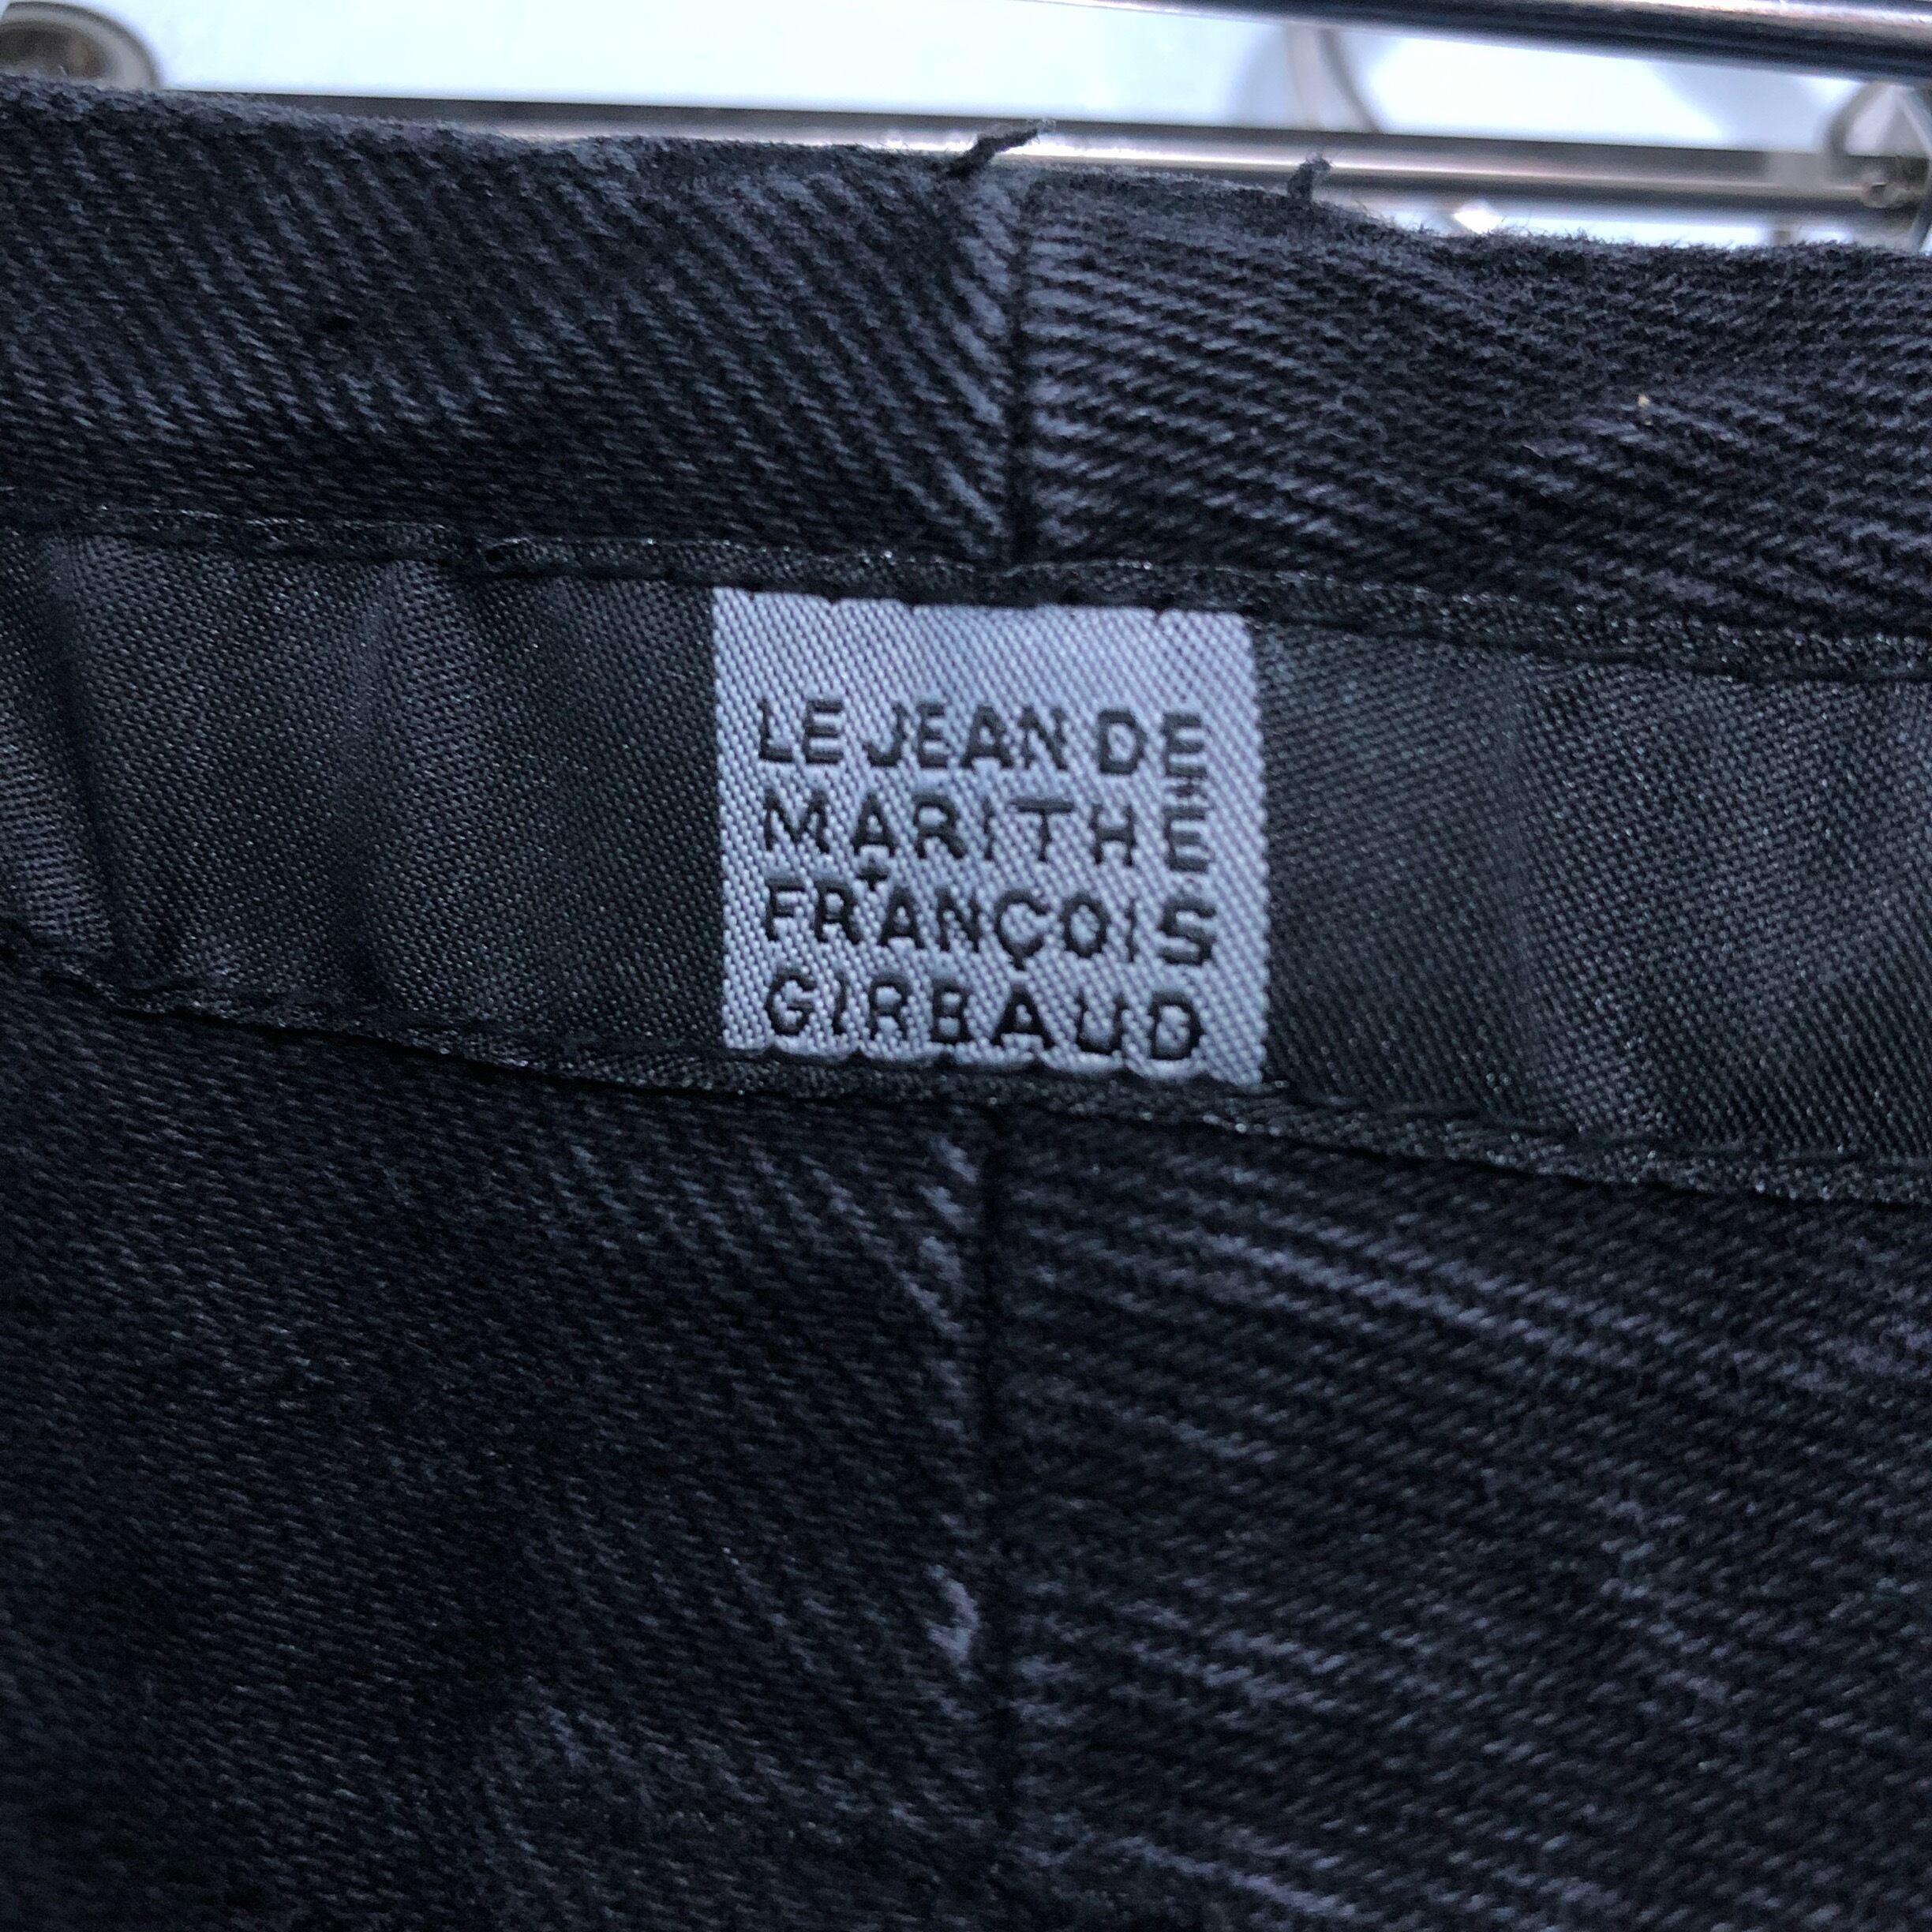 LE JEAN DE
MARITHÉ
+
FRANÇOIS
GIRBAUD